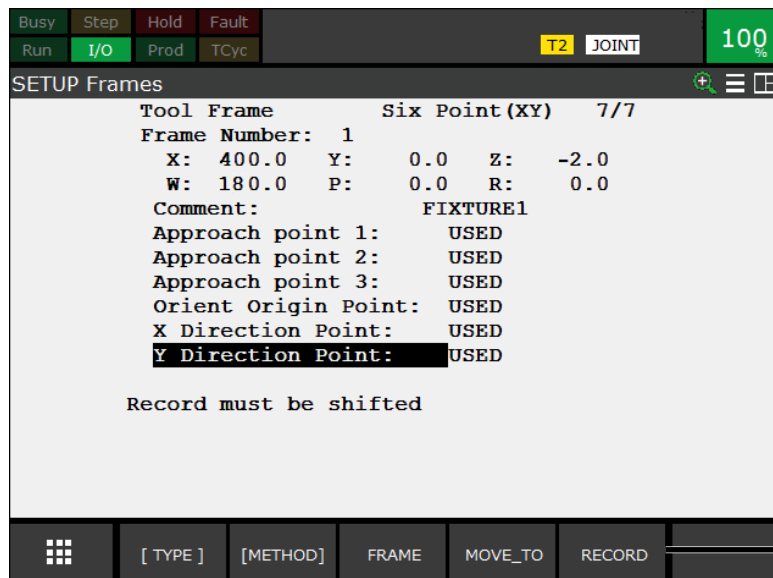 Busy Step Hold Fault
Run I/O Prod TCyc T2 JOINT 100%
SETUP Frames
Tool Frame Six Point(XY) 7/7
Frame Number: 1
X: 400.0 Y: 0.0 Z: -2.0
W: 180.0 P: 0.0 R: 0.0
Comment: FIXTURE1
Approach point 1: USED
Approach point 2: USED
Approach point 3: USED
Orient Origin Point: USED
X Direction Point: USED
Y Direction Point: USED
Record must be shifted
[ TYPE ] [METHOD] FRAME MOVE_TO RECORD